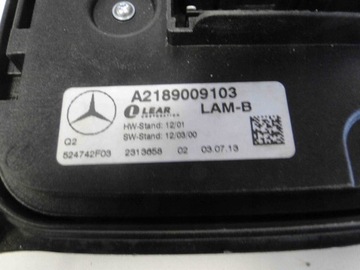 A2189009103
LEAR
CORPORATION
LAM-B
HW-Stand: 12/01
SW-Stand: 12/03/00
Q2
524742F03
2313658 02 03.07.13